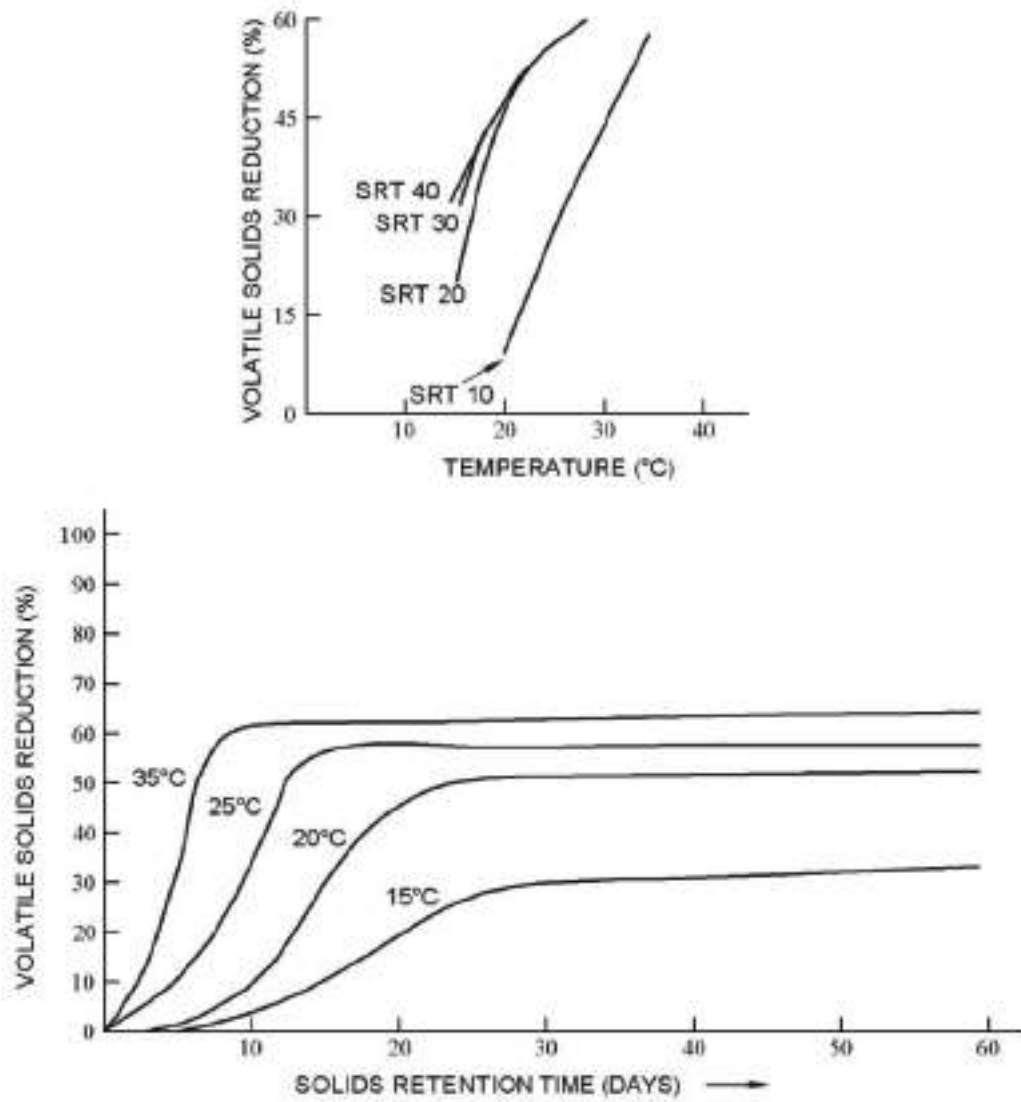 VOLATILE SOLIDS REDUCTION (%)
60
45
30
15
0
SRT 40
SRT 30
SRT 20
SRT 10
10 20 30 40
TEMPERATURE (°C)
VOLATILE SOLIDS REDUCTION (%)
100
90
80
70
60
50
40
30
20
10
0
35°C
25°C
20°C
15°C
10 20 30 40 50 60
SOLIDS RETENTION TIME (DAYS)